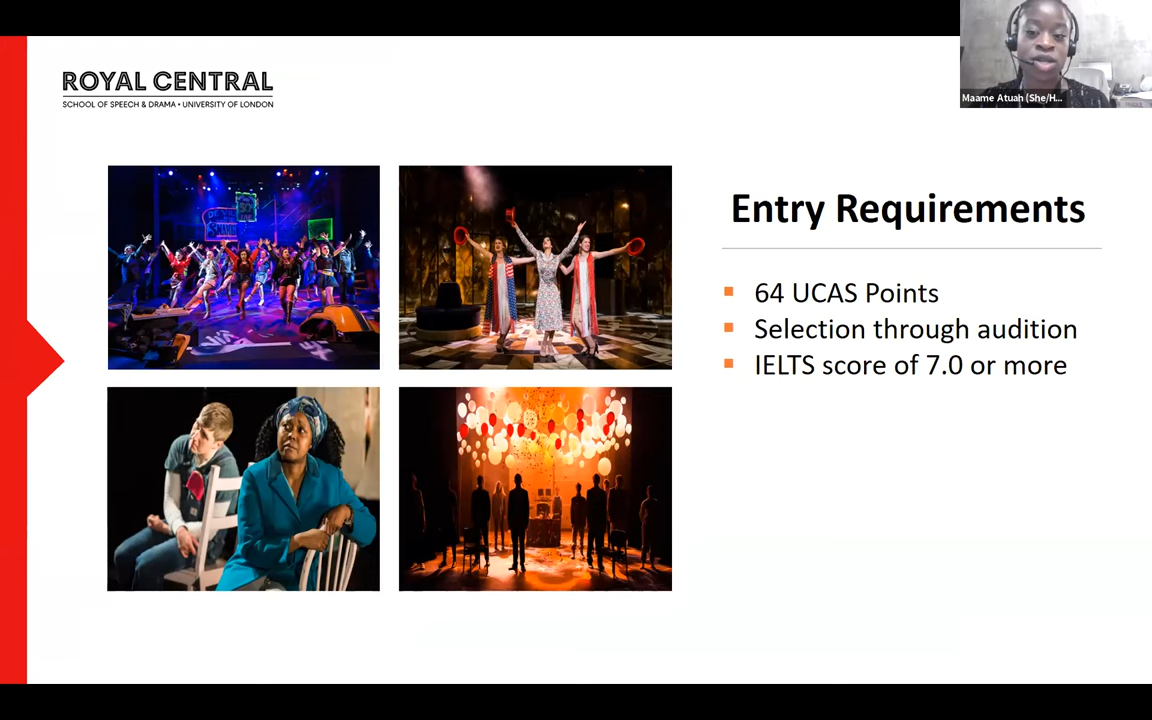 ROYAL CENTRAL
SCHOOL OF SPEECH & DRAMA • UNIVERSITY OF LONDON
Maame Atuah (She/H...
Entry Requirements
64 UCAS Points
Selection through audition
IELTS score of 7.0 or more